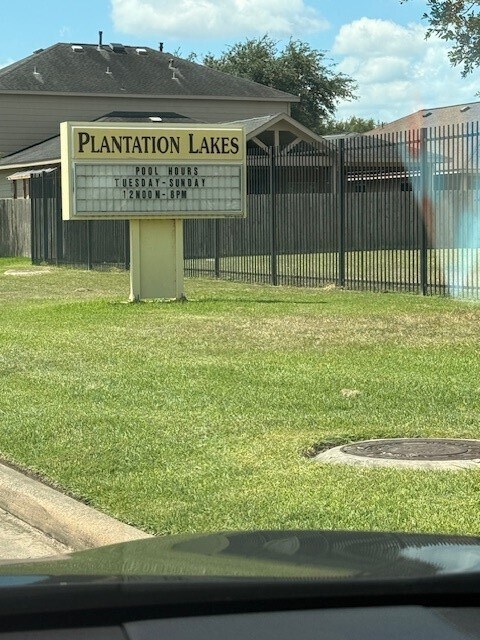 PLANTATION LAKES
POOL HOURS
TUESDAY-SUNDAY
12NOON-8PM